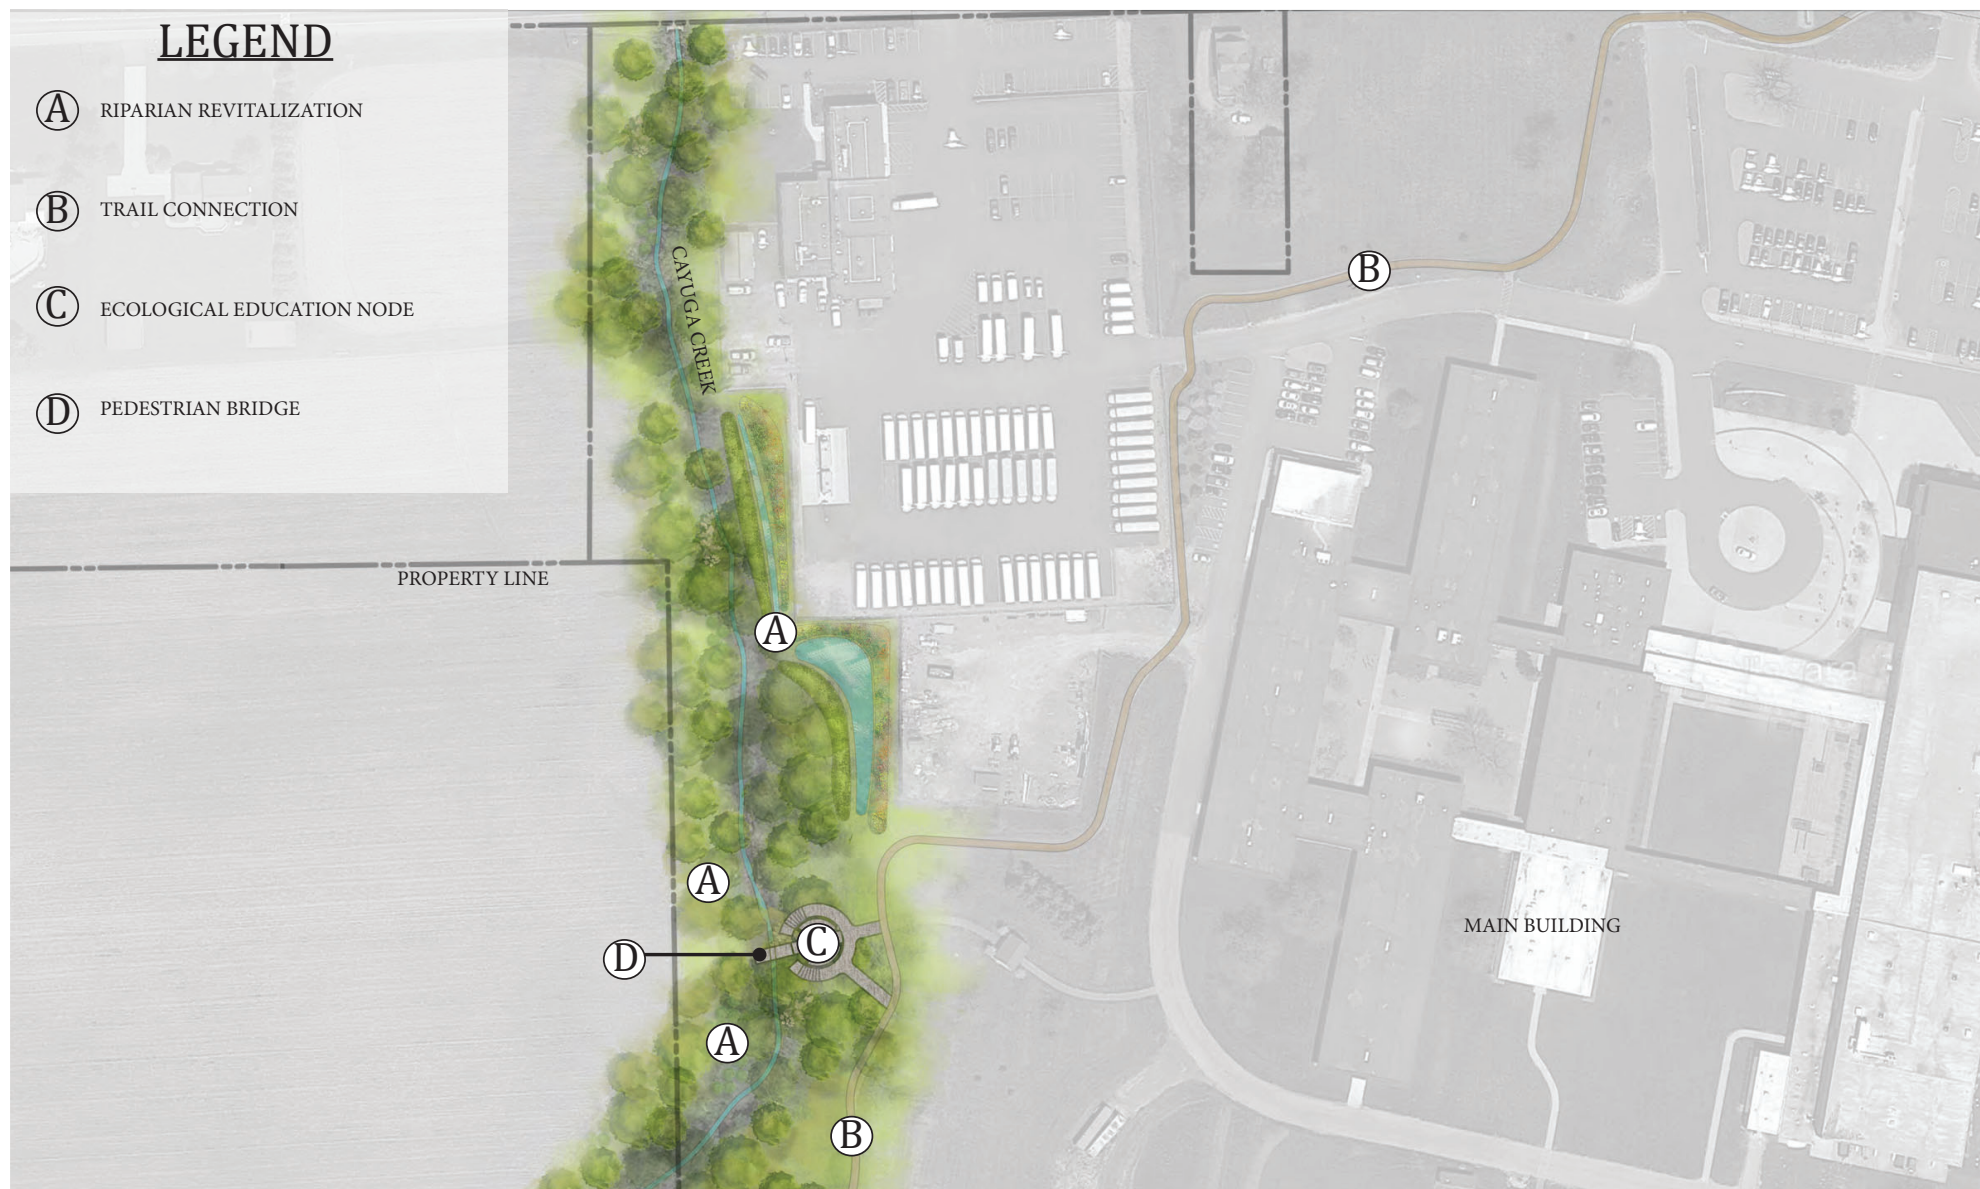 LEGEND
A RIPARIAN REVITALIZATION
B TRAIL CONNECTION
C ECOLOGICAL EDUCATION NODE
D PEDESTRIAN BRIDGE
B
CAYUGA CREEK
PROPERTY LINE
A
A
MAIN BUILDING
C
D
A
B